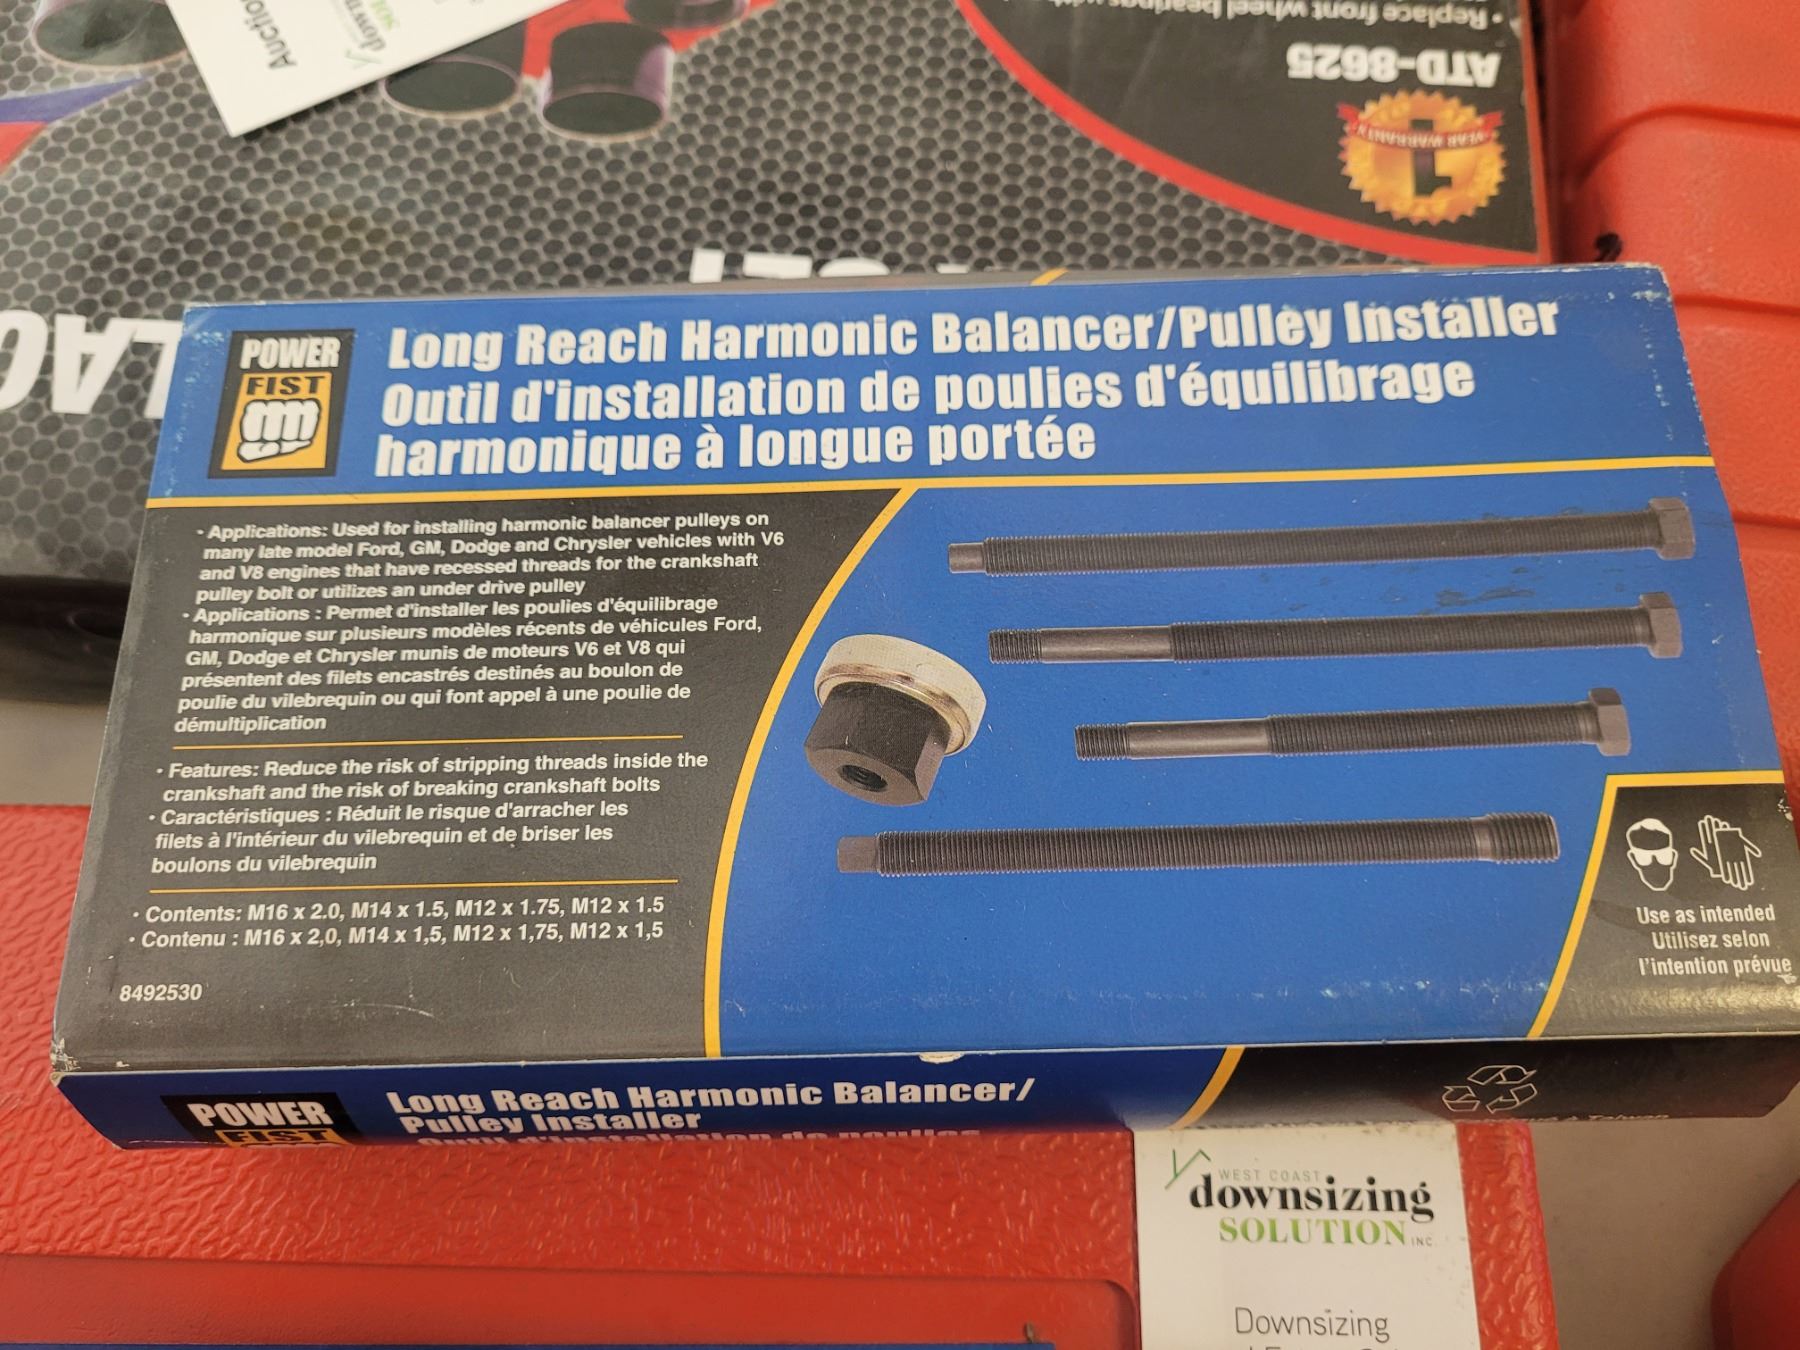 Auction
• Replace front wheel bearings
ATD-8625
1
YEAR WARRANTY
SET
POWER
FIST
Long Reach Harmonic Balancer/Pulley Installer
Outil d'installation de poulies d'équilibrage
harmonique à longue portée
• Applications: Used for installing harmonic balancer pulleys on
many late model Ford, GM, Dodge and Chrysler vehicles with V6
and V8 engines that have recessed threads for the crankshaft
pulley bolt or utilizes an under drive pulley
• Applications : Permet d'installer les poulies d'équilibrage
harmonique sur plusieurs modèles récents de véhicules Ford,
GM, Dodge et Chrysler munis de moteurs V6 et V8 qui
présentent des filets encastrés destinés au boulon de
poulie du vilebrequin ou qui font appel à une poulie de
démultiplication
• Features: Reduce the risk of stripping threads inside the
crankshaft and the risk of breaking crankshaft bolts
• Caractéristiques : Réduit le risque d'arracher les
filets à l'intérieur du vilebrequin et de briser les
boulons du vilebrequin
• Contents: M16 x 2.0, M14 x 1.5, M12 x 1.75, M12 x 1.5
• Contenu : M16 x 2,0, M14 x 1,5, M12 x 1,75, M12 x 1,5
8492530
Use as intended
Utilisez selon
l'intention prévue
POWER
FIST
Long Reach Harmonic Balancer/
Pulley Installer
Outil d'installation de poulies
WEST COAST
downsizing
SOLUTION INC.
Downsizing